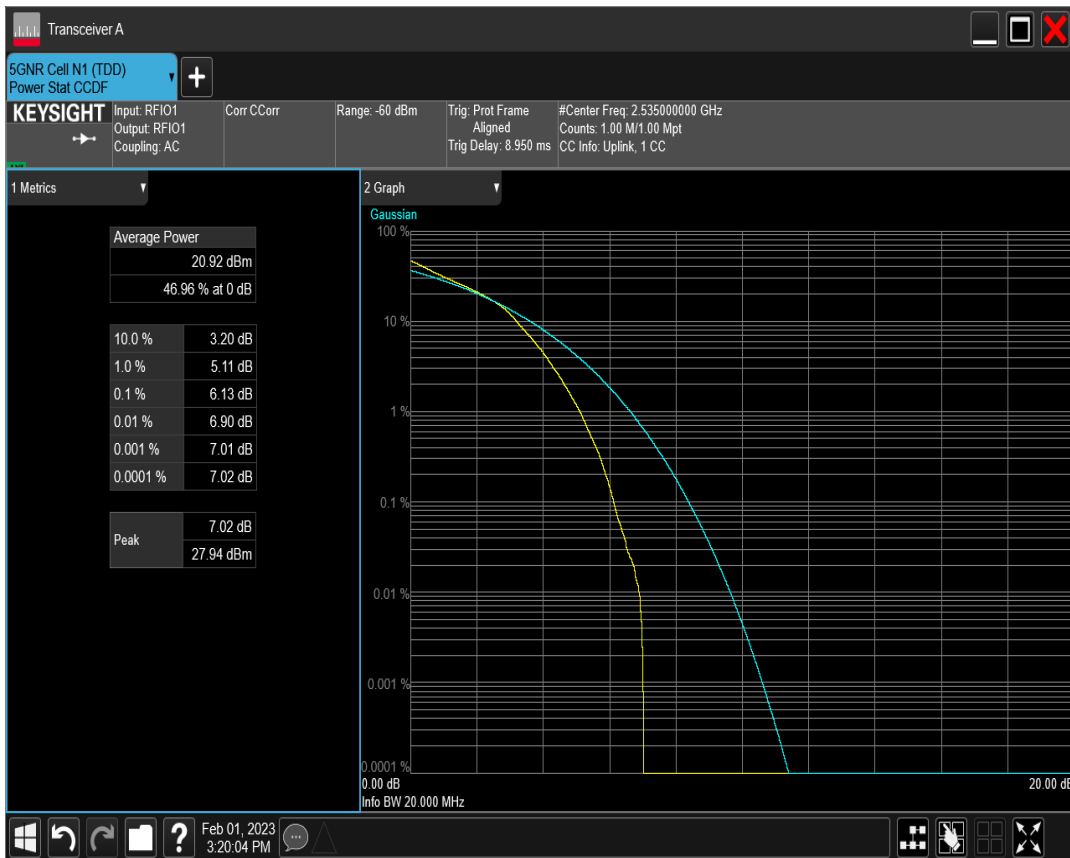 Transceiver A
5GNR Cell N1 (TDD)
Power Stat CCDF
+
KEYSIGHT
Input: RFIO1
Output: RFIO1
Coupling: AC
Corr CCorr
Range: -60 dBm
Trig: Prot Frame
Aligned
Trig Delay: 8.950 ms
#Center Freq: 2.535000000 GHz
Counts: 1.00 M/1.00 Mpt
CC Info: Uplink, 1 CC
1 Metrics
Average Power
20.92 dBm
46.96 % at 0 dB
10.0 % 3.20 dB
1.0 % 5.11 dB
0.1 % 6.13 dB
0.01 % 6.90 dB
0.001 % 7.01 dB
0.0001 % 7.02 dB
Peak
7.02 dB
27.94 dBm
2 Graph
Gaussian
100 %
10 %
1 %
0.1 %
0.01 %
0.001 %
0.0001 %
0.00 dB
20.00 dB
Info BW 20.000 MHz
?
Feb 01, 2023
3:20:04 PM